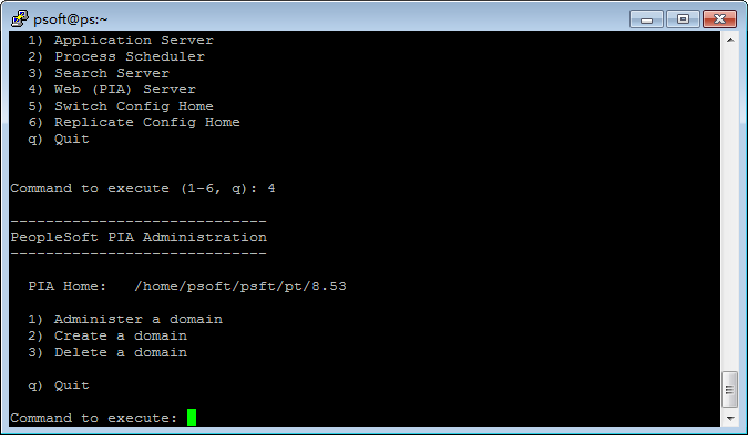 psoft@ps:~
1) Application Server
2) Process Scheduler
3) Search Server
4) Web (PIA) Server
5) Switch Config Home
6) Replicate Config Home
q) Quit
Command to execute (1-6, q): 4
-----------------------------
PeopleSoft PIA Administration
-----------------------------
PIA Home:   /home/psoft/psft/pt/8.53
1) Administer a domain
2) Create a domain
3) Delete a domain
q) Quit
Command to execute: